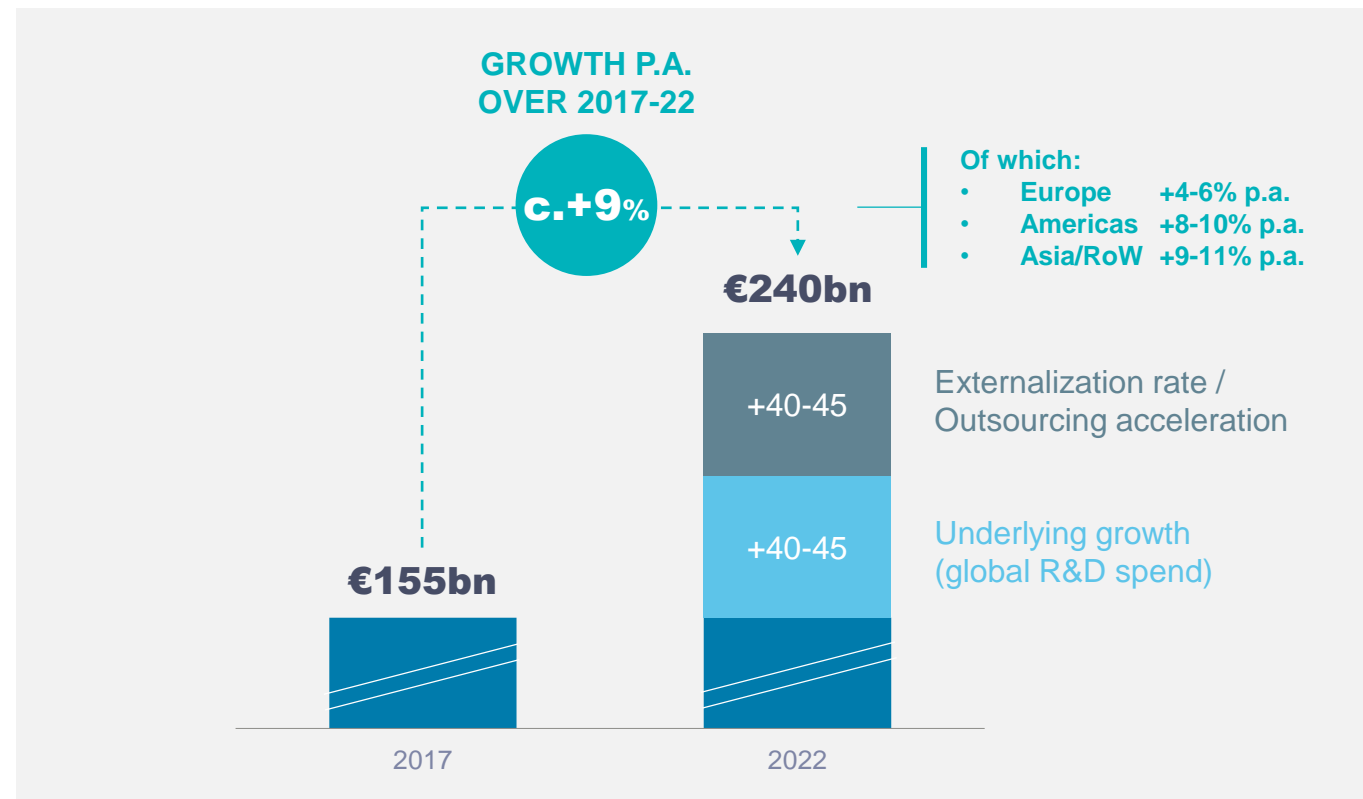 GROWTH P.A.
OVER 2017-22
c.+9%
Of which:
• Europe +4-6% p.a.
• Americas +8-10% p.a.
• Asia/RoW +9-11% p.a.
€240bn
+40-45
Externalization rate /
Outsourcing acceleration
+40-45
Underlying growth
(global R&D spend)
€155bn
2017
2022